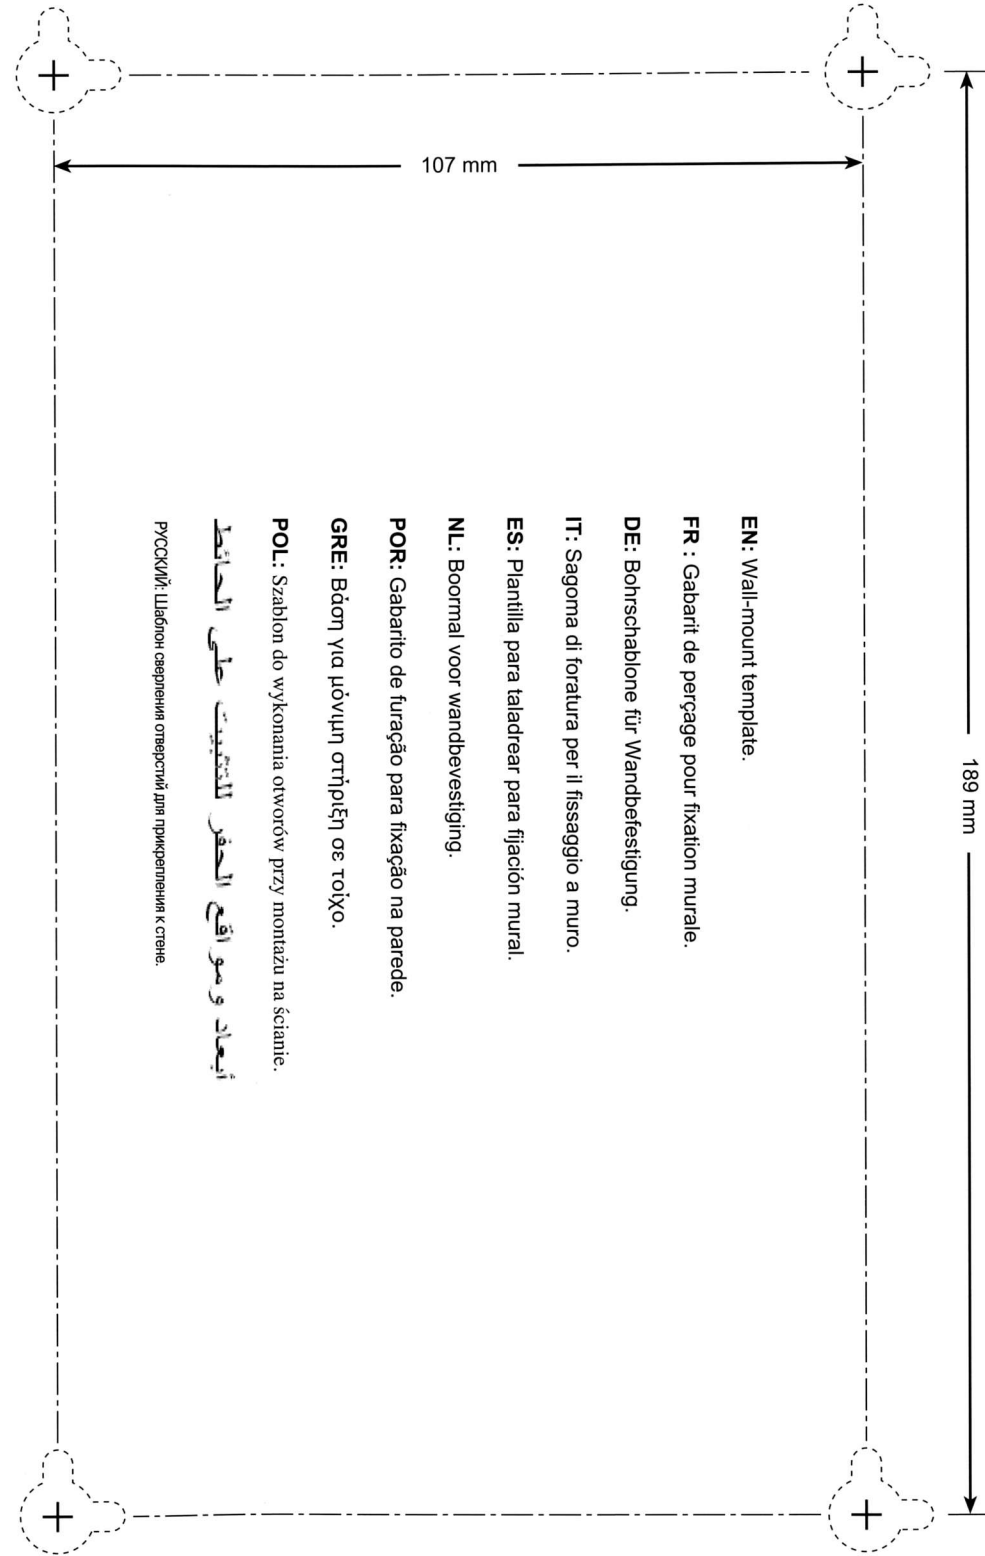 107 mm
189 mm
EN: Wall-mount template.
FR : Gabarit de perçage pour fixation murale.
DE: Bohrschablone für Wandbefestigung.
IT: Sagoma di foratura per il fissaggio a muro.
ES: Plantilla para taladrear para fijación mural.
NL: Boormal voor wandbevestiging.
POR: Gabarito de furação para fixação na parede.
GRE: Βάση για μόνιμη στήριξη σε τοίχο.
POL: Szablon do wykonania otworów przy montażu na ścianie.
أبعاد ومواقع الحفر للتثبيت على الحائط
РУССКИЙ: Шаблон сверления отверстий для прикрепления к стене.